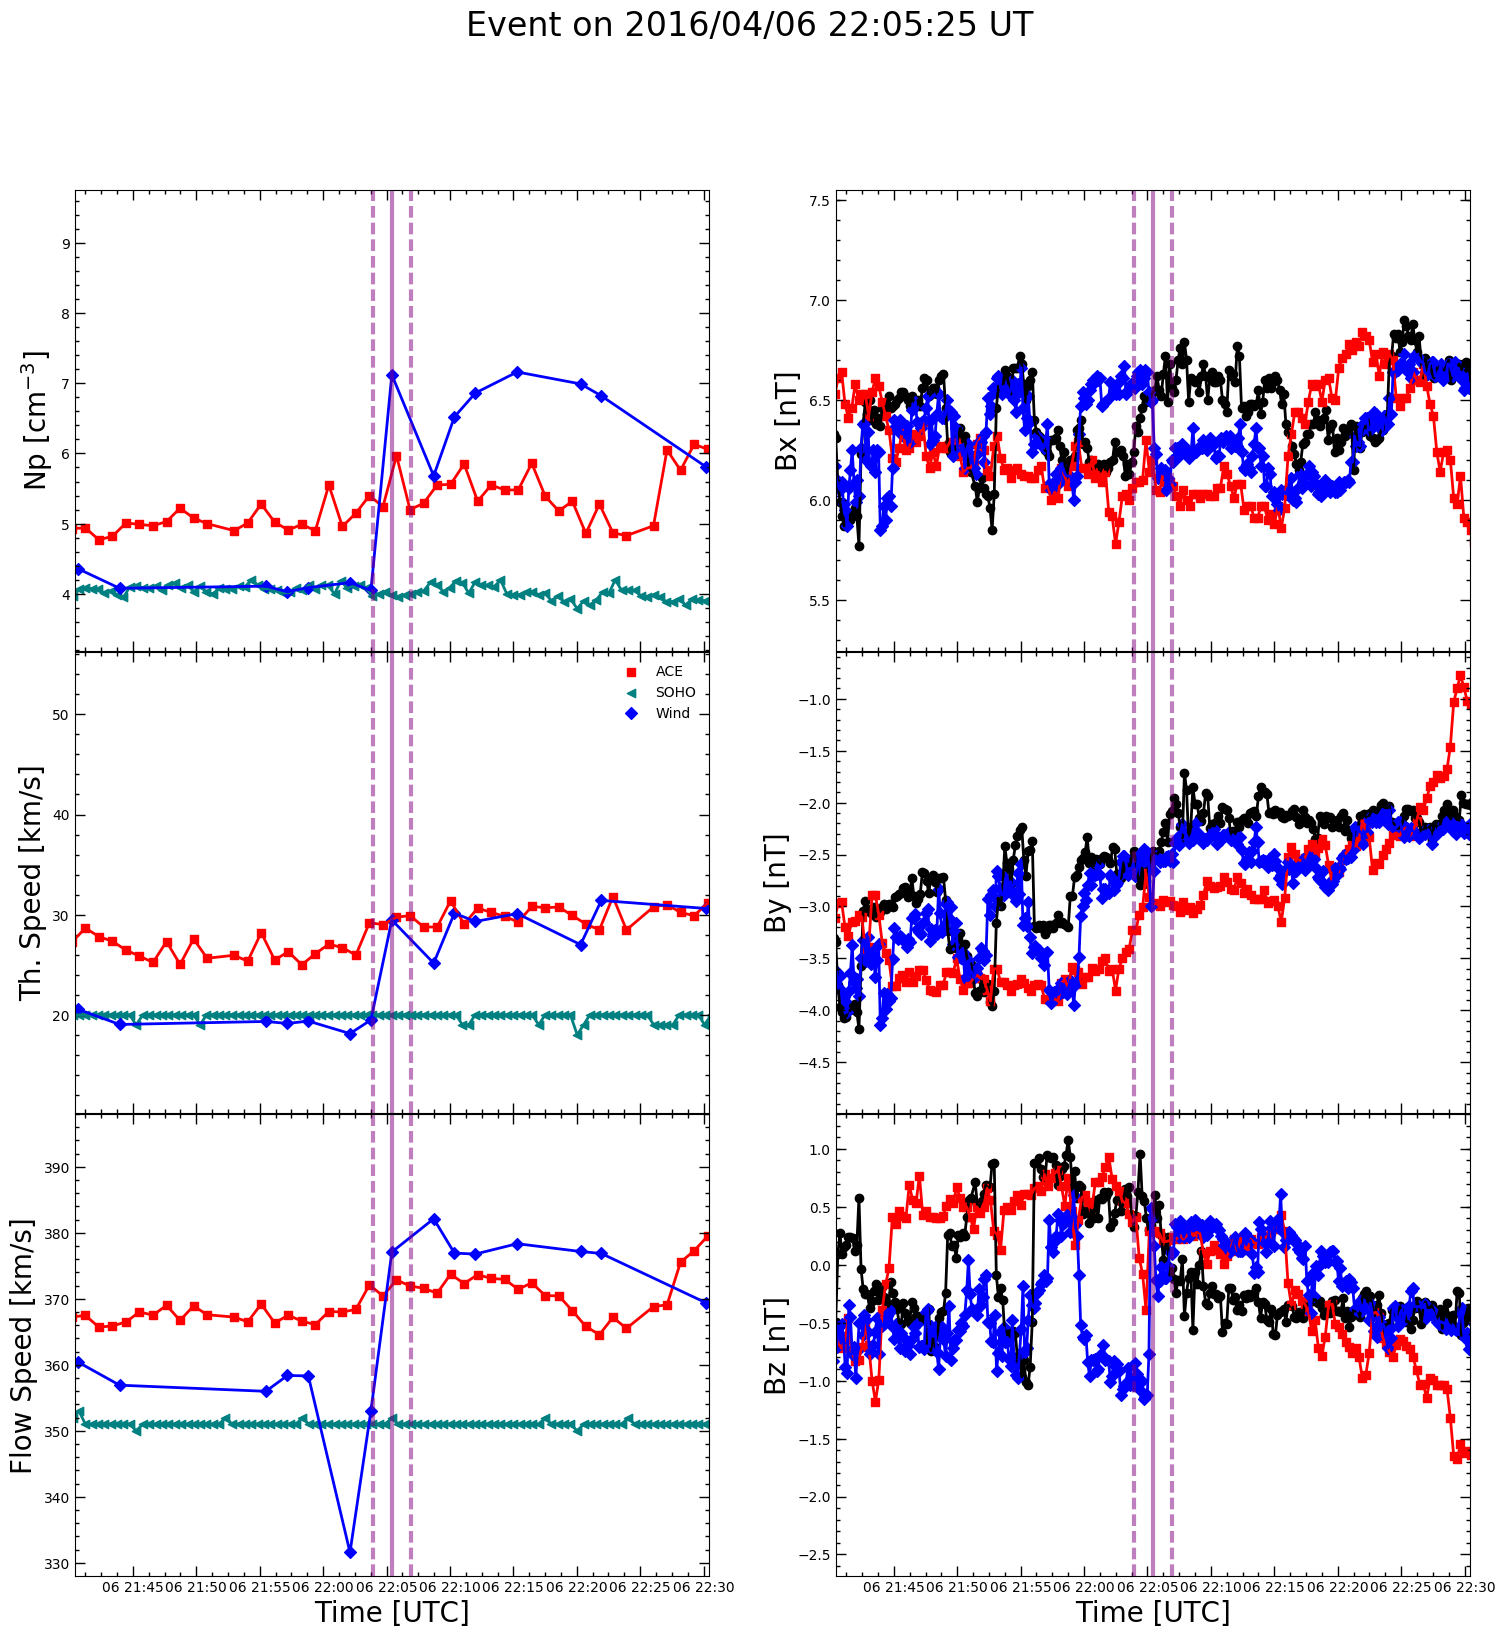 Event on 2016/04/06 22:05:25 UT
Np [cm⁻³]
9
8
7
6
5
4
Bx [nT]
7.5
7.0
6.5
6.0
5.5
Th. Speed [km/s]
50
40
30
20
ACE
SOHO
Wind
By [nT]
−1.0
−1.5
−2.0
−2.5
−3.0
−3.5
−4.0
−4.5
Flow Speed [km/s]
390
380
370
360
350
340
330
Bz [nT]
1.0
0.5
0.0
−0.5
−1.0
−1.5
−2.0
−2.5
06 21:45 06 21:50 06 21:55 06 22:00 06 22:05 06 22:10 06 22:15 06 22:20 06 22:25 06 22:30
Time [UTC]
06 21:45 06 21:50 06 21:55 06 22:00 06 22:05 06 22:10 06 22:15 06 22:20 06 22:25 06 22:30
Time [UTC]